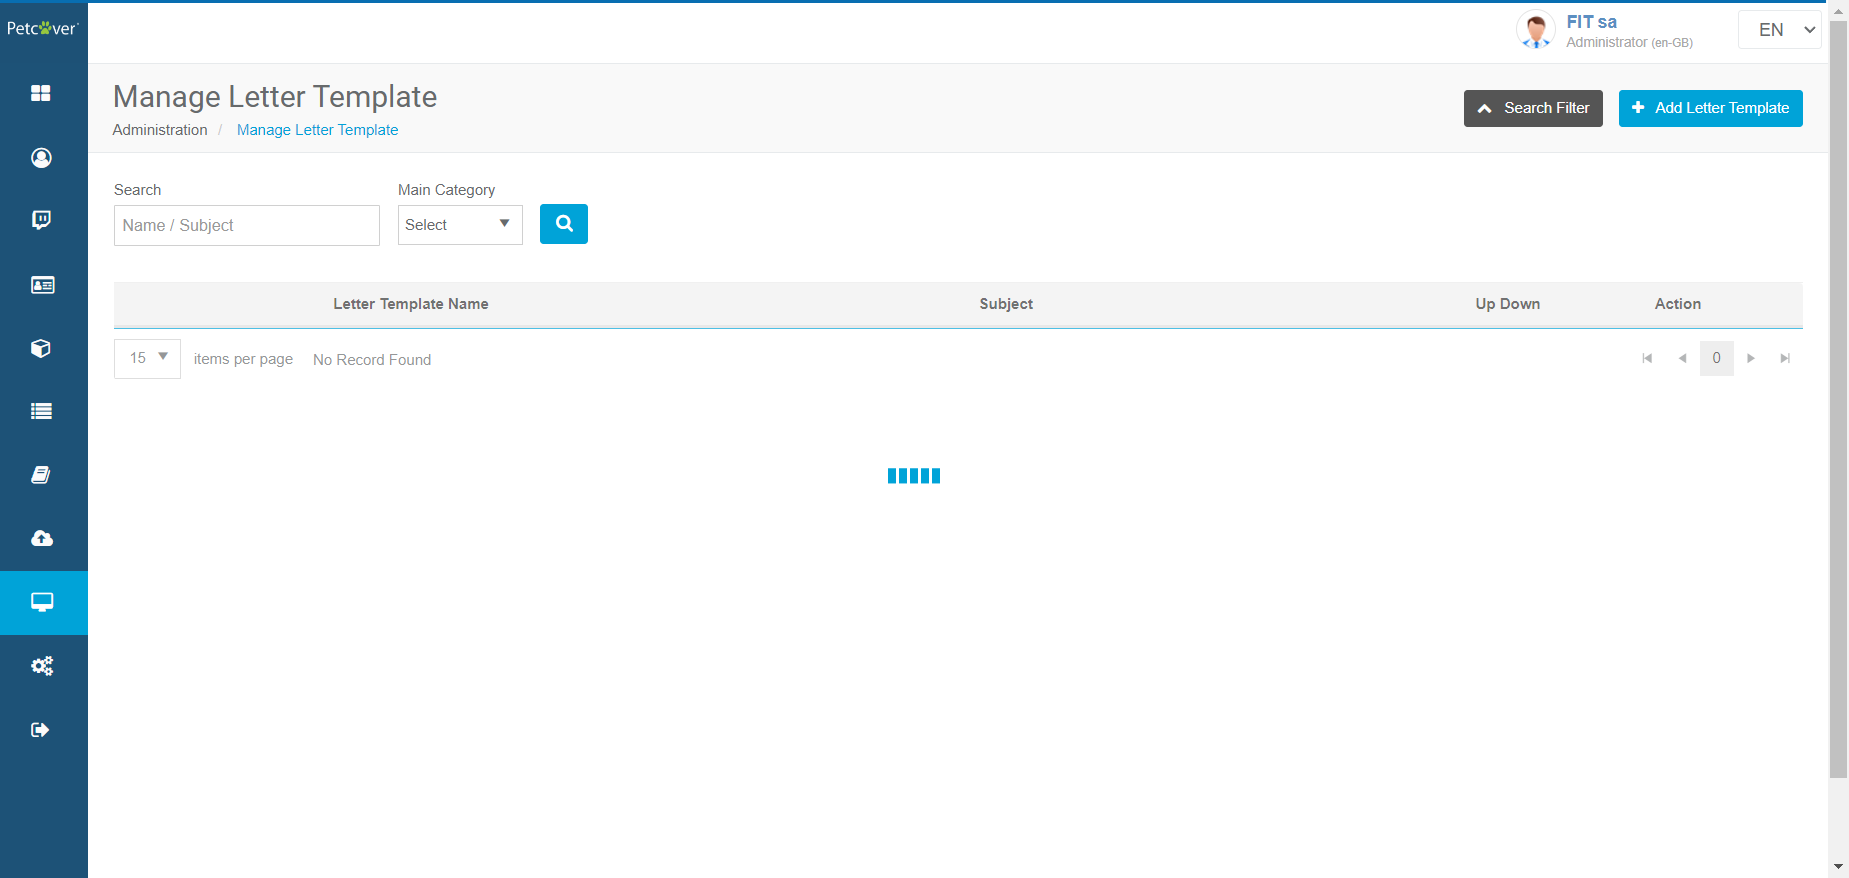 Petcover
FIT sa
Administrator (en-GB)
EN
Manage Letter Template
Administration / Manage Letter Template
Search Filter
Add Letter Template
Search
Main Category
Name / Subject
Select
Letter Template Name Subject Up Down Action
15 items per page No Record Found 0